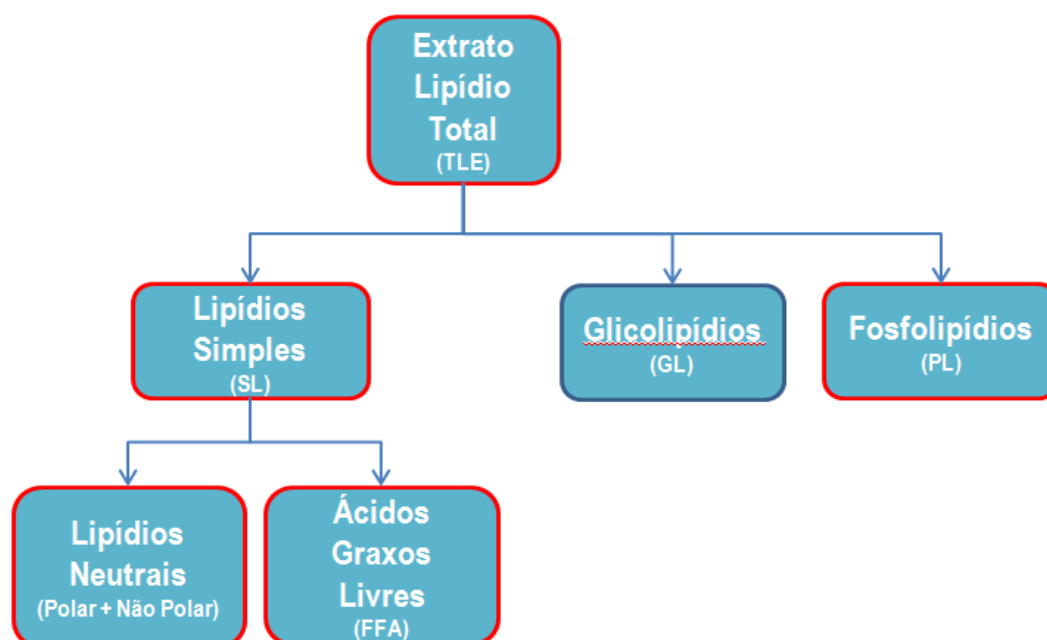 Extrato
Lipídio
Total
(TLE)
Lipídios
Simples
(SL)
Glicolipídios
(GL)
Fosfolipídios
(PL)
Lipídios
Neutrais
(Polar + Não Polar)
Ácidos
Graxos
Livres
(FFA)